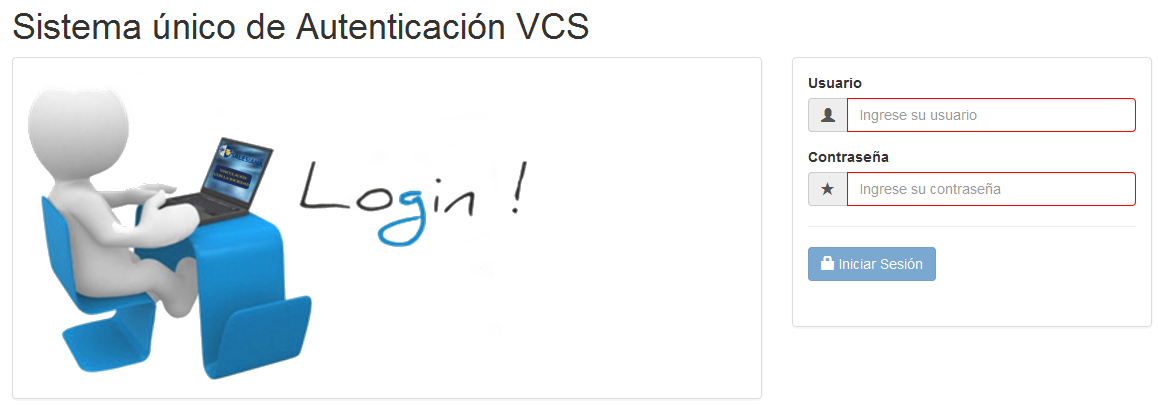 Sistema único de Autenticación VCS
Login !
Usuario
Ingrese su usuario
Contraseña
Ingrese su contraseña
Iniciar Sesión